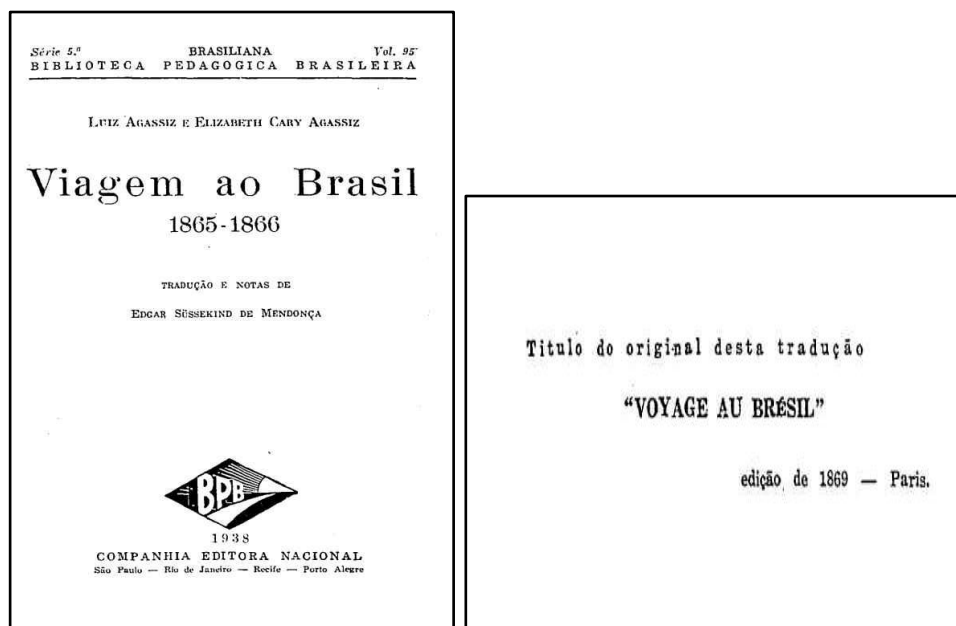 Série 5.ª BRASILIANA Vol. 95
BIBLIOTECA PEDAGOGICA BRASILEIRA
LUIZ AGASSIZ E ELIZABETH CARY AGASSIZ
Viagem ao Brasil
1865-1866
TRADUÇÃO E NOTAS DE
EDGAR SÜSSEKIND DE MENDONÇA
B.P.B
1938
COMPANHIA EDITORA NACIONAL
São Paulo — Rio de Janeiro — Recife — Porto Alegre
Titulo do original desta tradução
“VOYAGE AU BRÉSIL”
edição de 1869 — Paris.